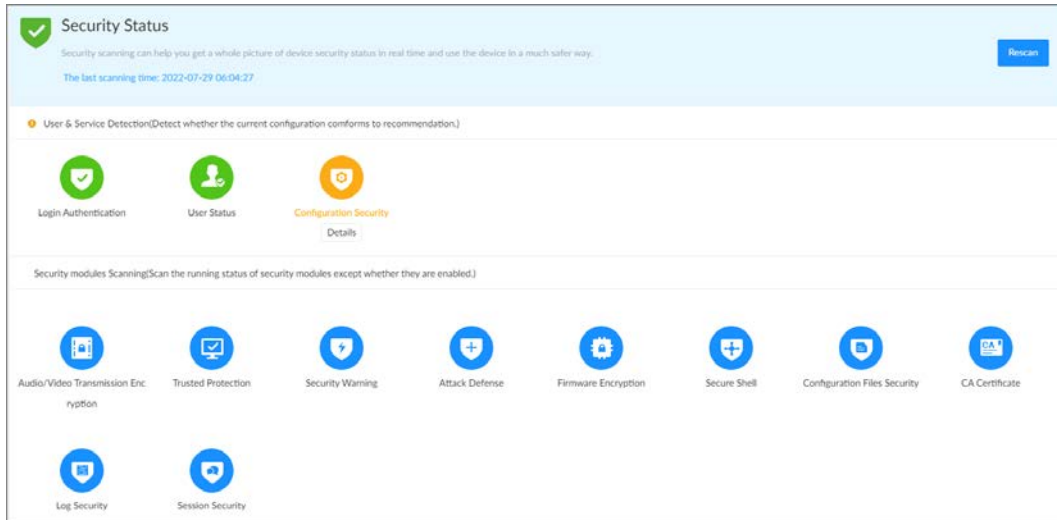 Security Status
Security scanning can help you get a whole picture of device security status in real time and use the device in a much safer way.
Rescan
The last scanning time: 2022-07-29 06:04:27
User & Service Detection(Detect whether the current configuration comforms to recommendation.)
Login Authentication
User Status
Configuration Security
Details
Security modules Scanning(Scan the running status of security modules except whether they are enabled.)
Audio/Video Transmission Enc
ryption
Trusted Protection
Security Warning
Attack Defense
Firmware Encryption
Secure Shell
Configuration Files Security
CA
CA Certificate
Log Security
Session Security